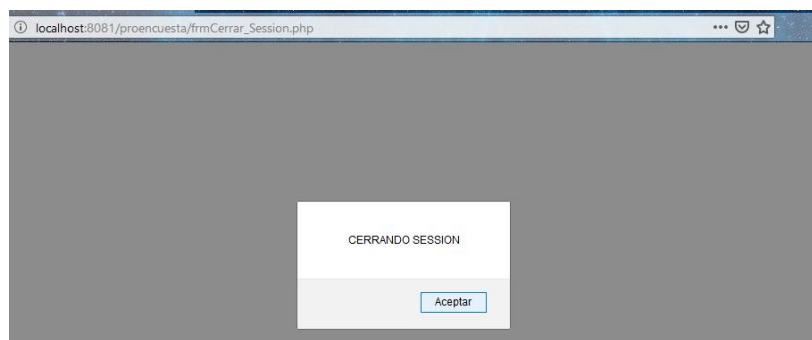 localhost:8081/proencuesta/frmCerrar_Session.php
CERRANDO SESSION
Aceptar